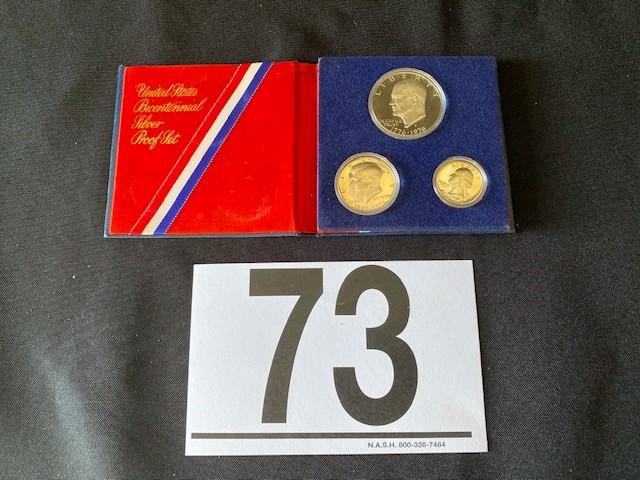 United States
Bicentennial
Silver
Proof Set
LIBERTY
1776-1976
73
N.A.S.H. 800-326-7484